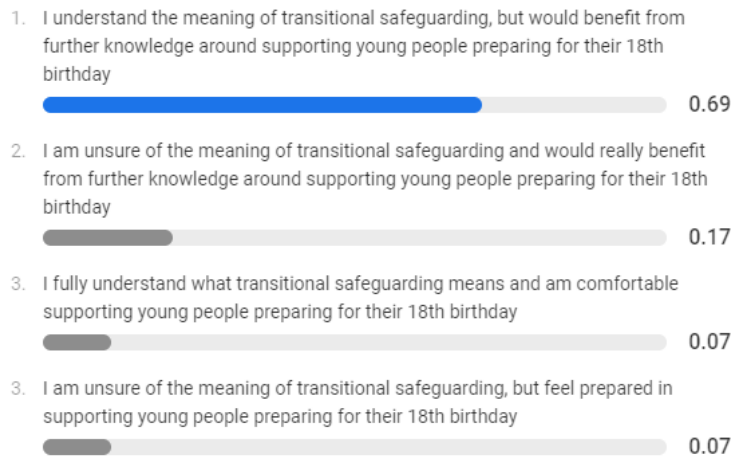 1. I understand the meaning of transitional safeguarding, but would benefit from
further knowledge around supporting young people preparing for their 18th
birthday
0.69
2. I am unsure of the meaning of transitional safeguarding and would really benefit
from further knowledge around supporting young people preparing for their 18th
birthday
0.17
3. I fully understand what transitional safeguarding means and am comfortable
supporting young people preparing for their 18th birthday
0.07
3. I am unsure of the meaning of transitional safeguarding, but feel prepared in
supporting young people preparing for their 18th birthday
0.07